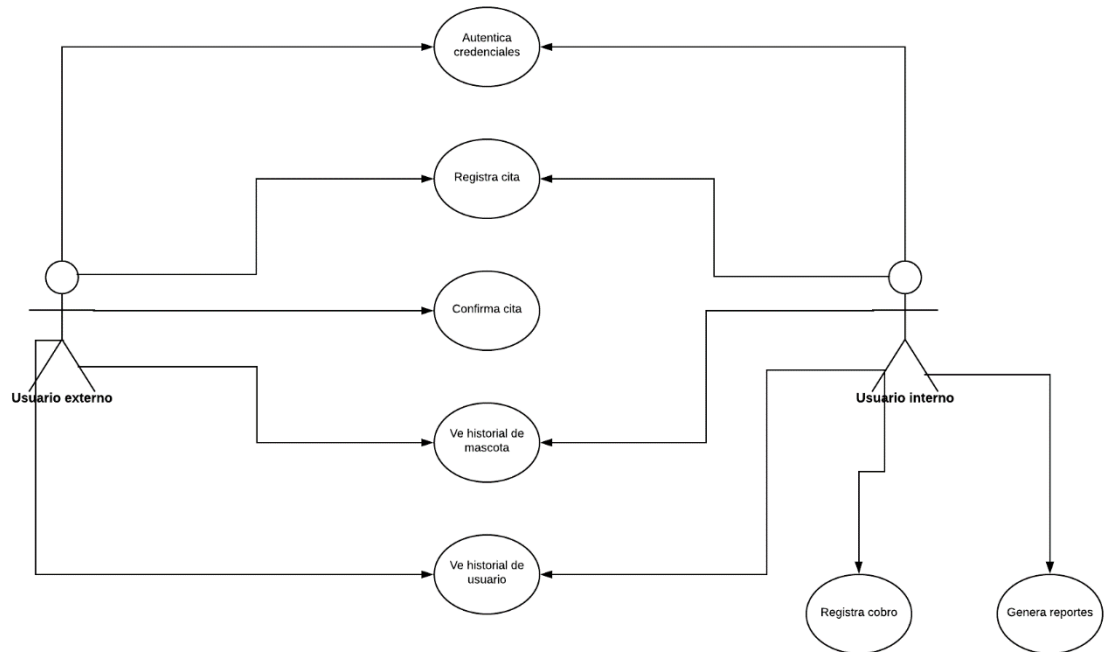 Autentica
credenciales
Registra cita
Confirma cita
Usuario externo
Usuario interno
Ve historial de
mascota
Ve historial de
usuario
Registra cobro
Genera reportes